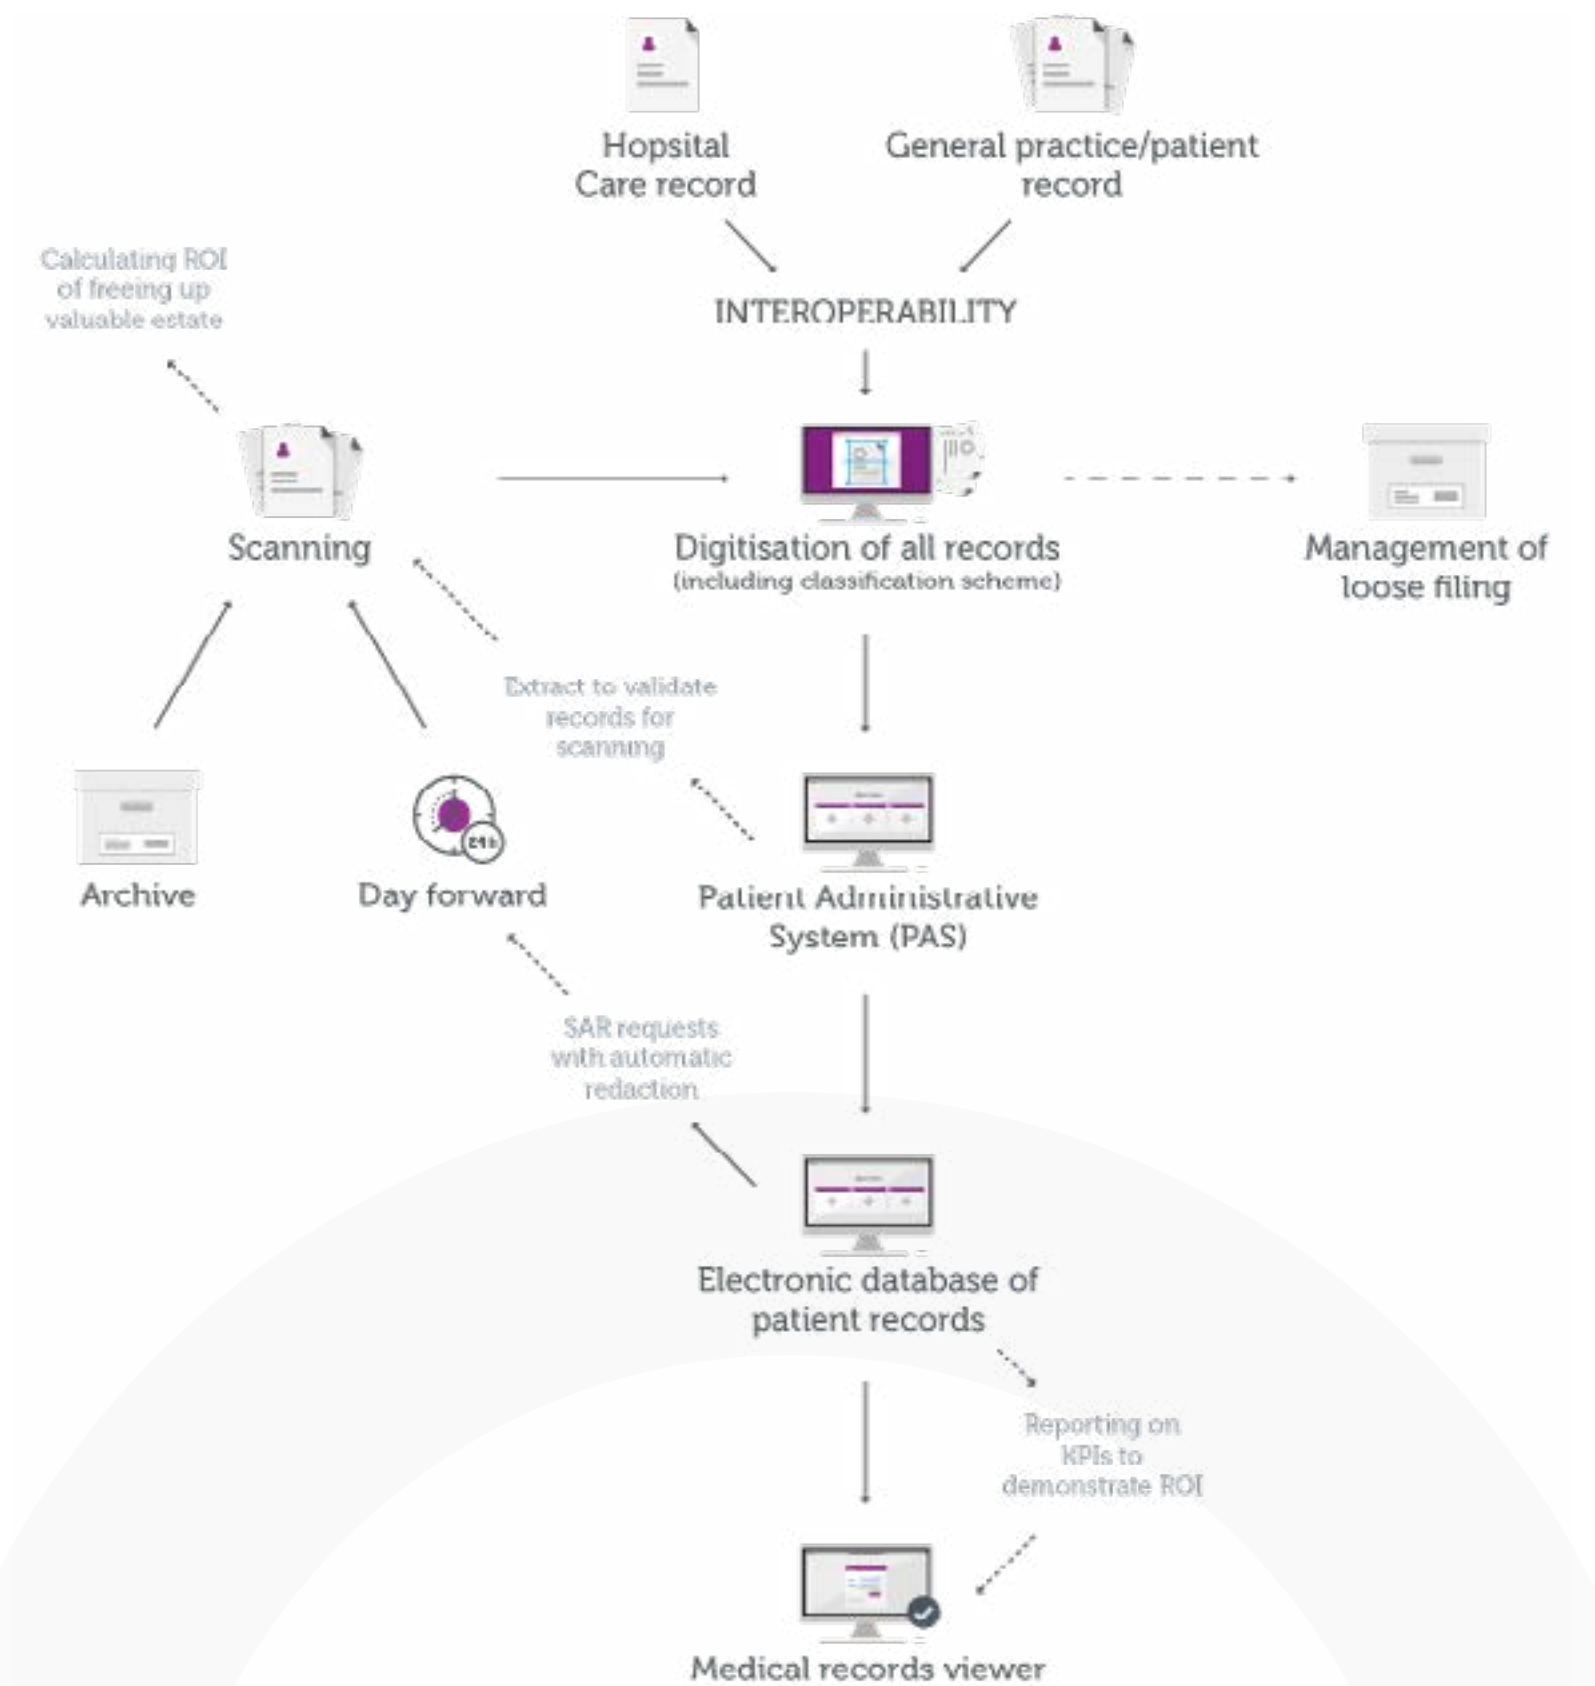 Hopsital
Care record
General practice/patient
record
Calculating ROI
of freeing up
valuable estate
INTEROPERABILITY
Scanning
Digitisation of all records
(including classification scheme)
Management of
loose filing
Extract to validate
records for
scanning
Archive
Day forward
Patient Administrative
System (PAS)
SAR requests
with automatic
redaction
Electronic database of
patient records
Reporting on
KPIs to
demonstrate ROI
Medical records viewer